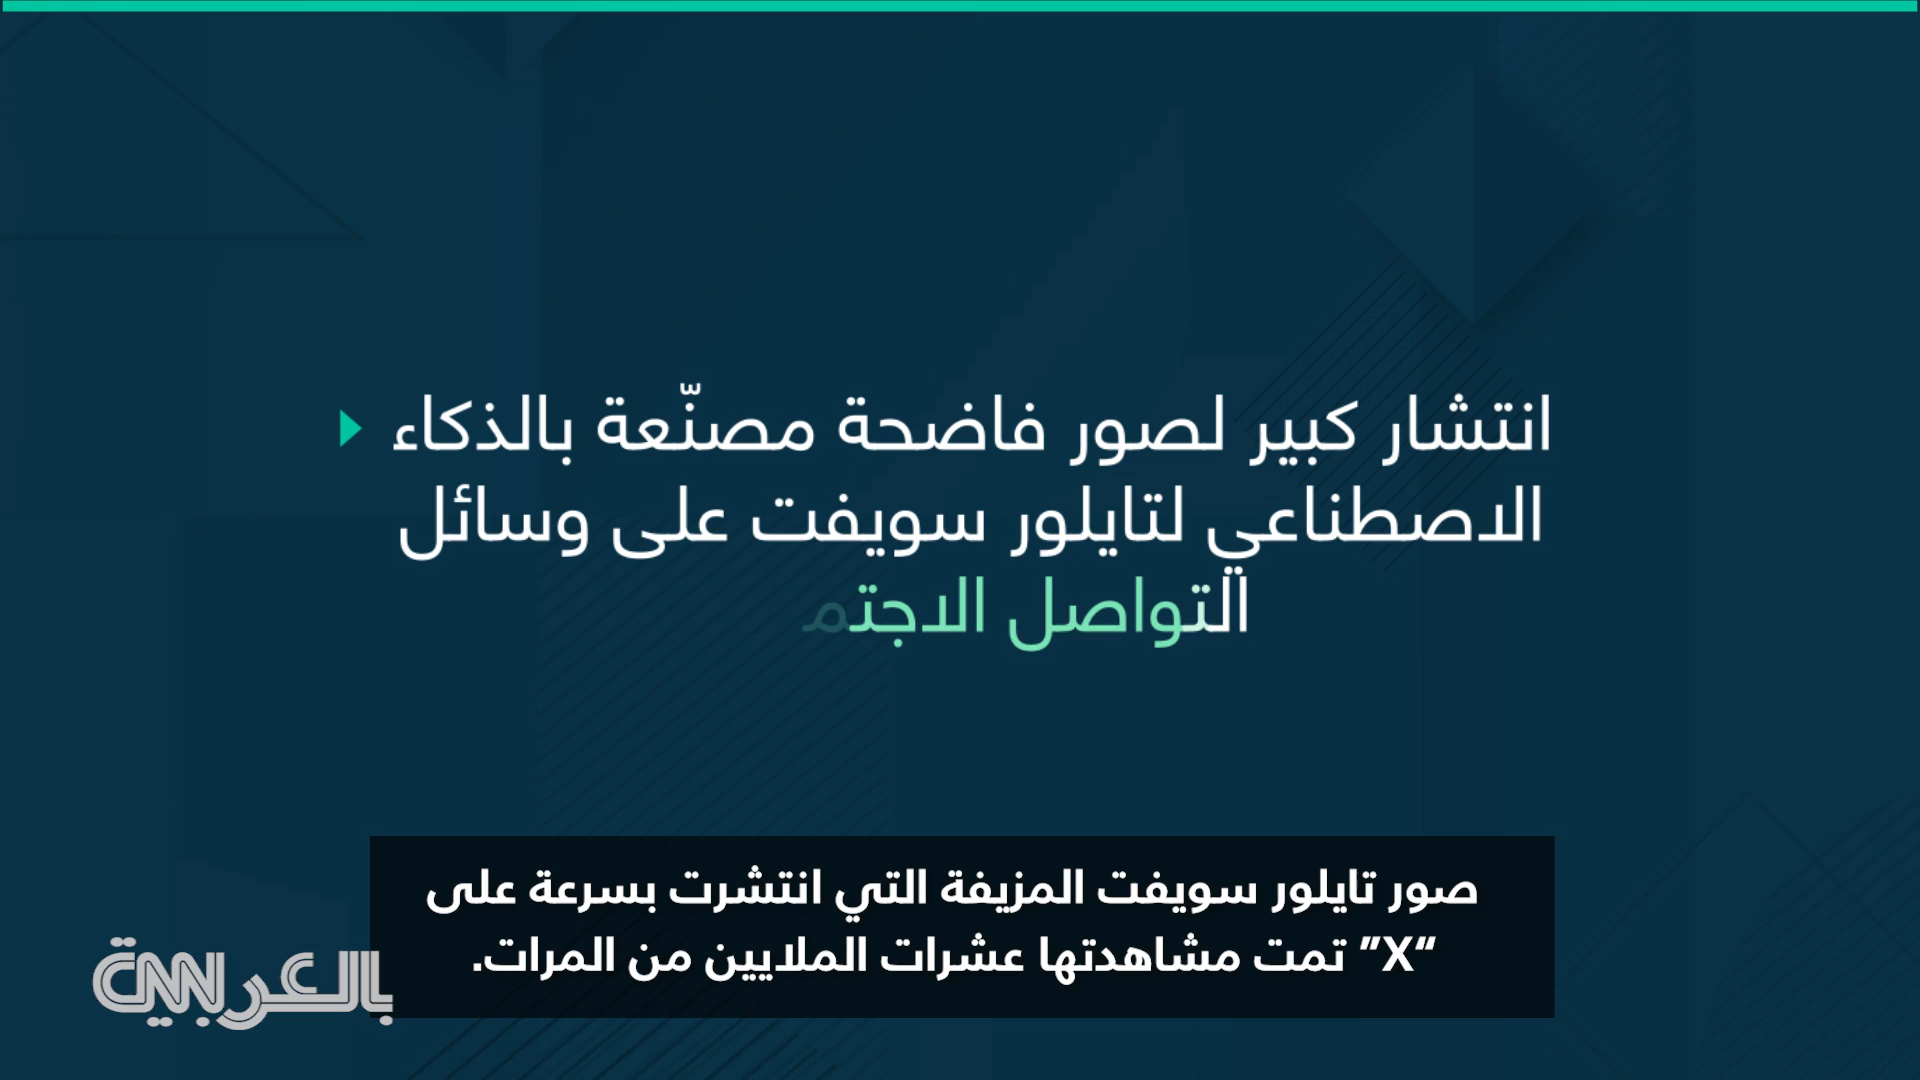 انتشار كبير لصور فاضحة مصنّعة بالذكاء
الاصطناعي لتايلور سويفت على وسائل
التواصل الاجتمـ
صور تايلور سويفت المزيفة التي انتشرت بسرعة على
“X” تمت مشاهدتها عشرات الملايين من المرات.
CNN بالعربية